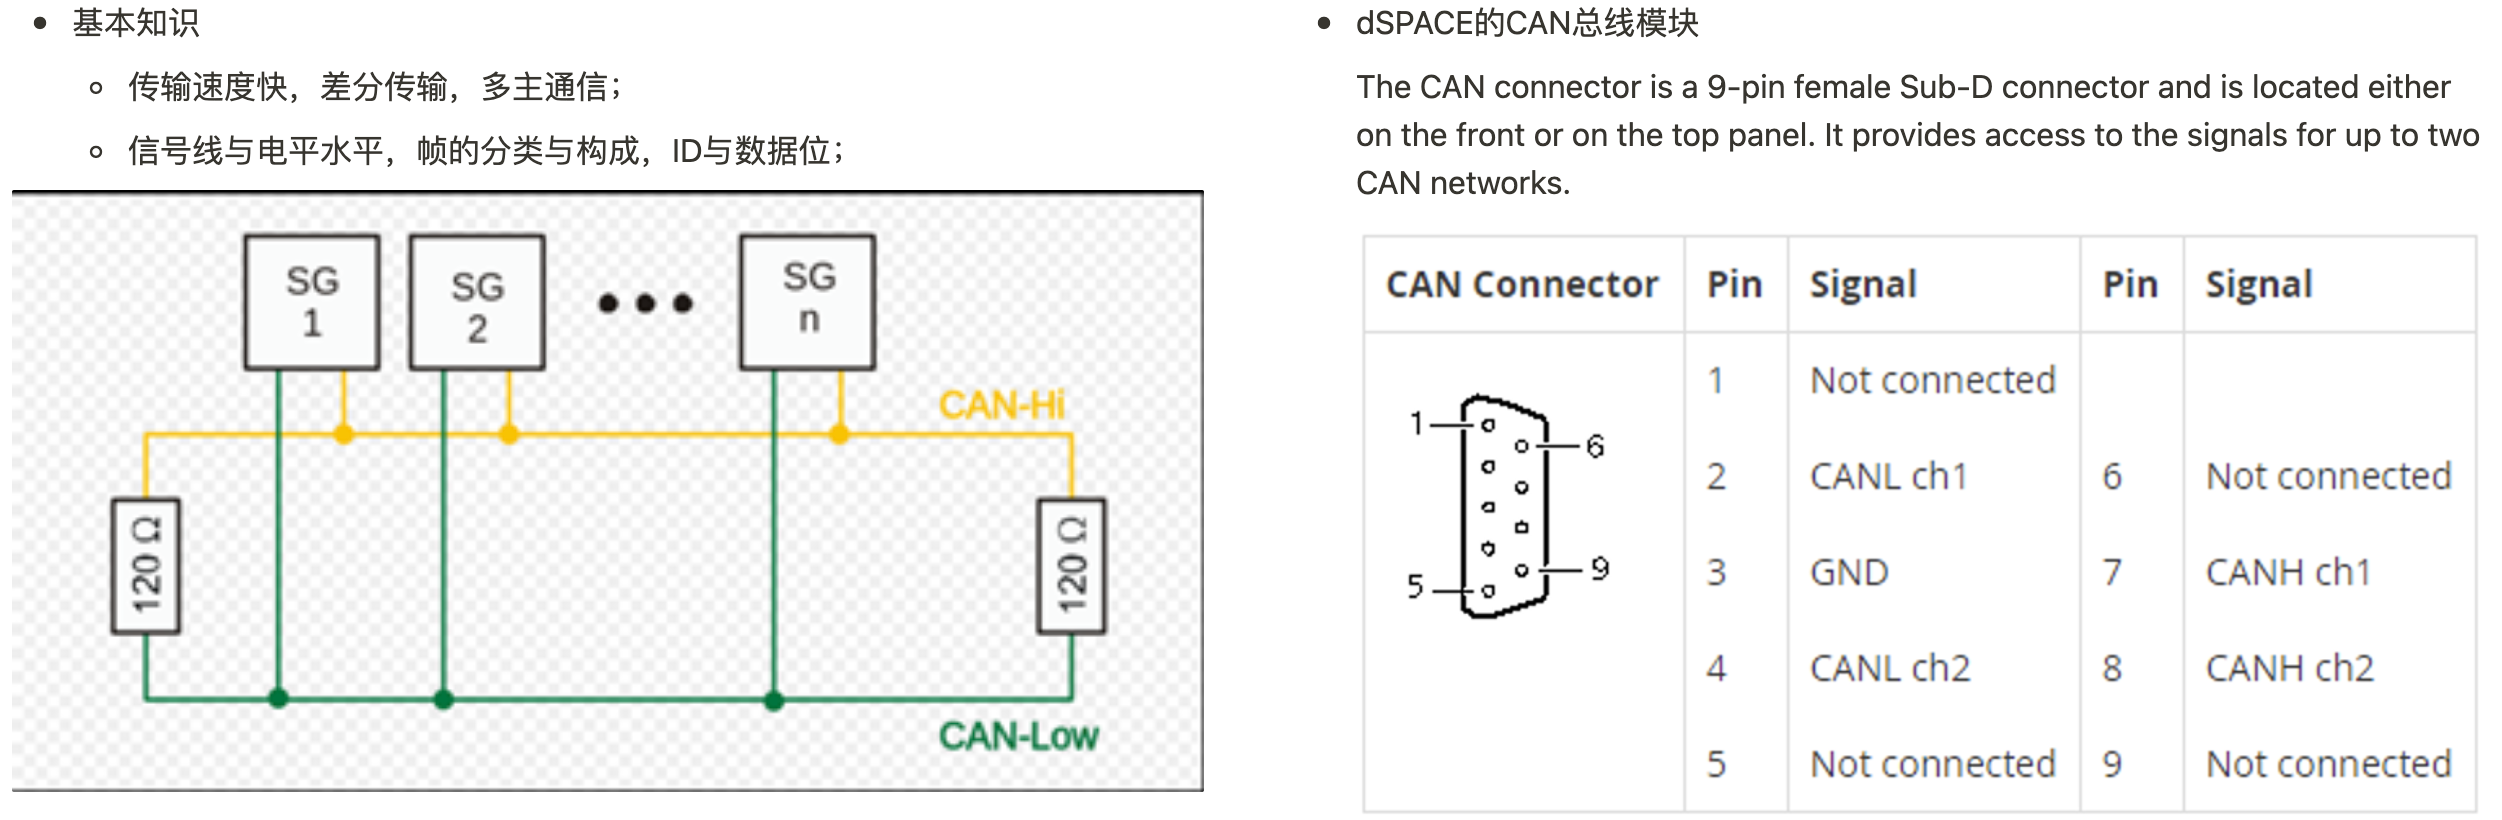 基本知识
传输速度快，差分传输，多主通信；
信号线与电平水平，帧的分类与构成，ID与数据位；
SG
1
SG
2
SG
n
CAN-Hi
120 Ω
120 Ω
CAN-Low
dSPACE的CAN总线模块
The CAN connector is a 9-pin female Sub-D connector and is located either
on the front or on the top panel. It provides access to the signals for up to two
CAN networks.
CAN Connector Pin Signal Pin Signal
1
6
5
9
1 Not connected
2 CANL ch1 6 Not connected
3 GND 7 CANH ch1
4 CANL ch2 8 CANH ch2
5 Not connected 9 Not connected